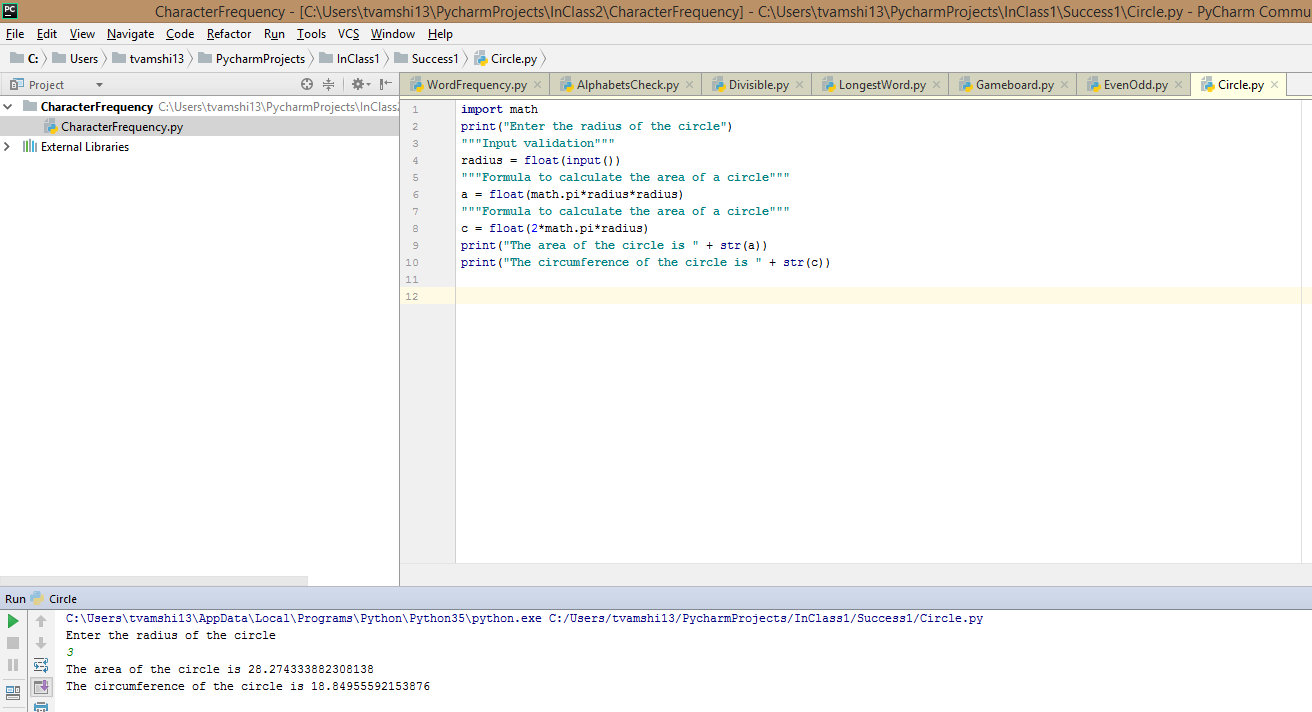 PC CharacterFrequency - [C:\Users\tvamshi13\PycharmProjects\InClass2\CharacterFrequency] - C:\Users\tvamshi13\PycharmProjects\InClass1\Success1\Circle.py - PyCharm Commu
File Edit View Navigate Code Refactor Run Tools VCS Window Help
C: Users tvamshi13 PycharmProjects InClass1 Success1 Circle.py
Project WordFrequency.py AlphabetsCheck.py Divisible.py LongestWord.py Gameboard.py EvenOdd.py Circle.py
CharacterFrequency C:\Users\tvamshi13\PycharmProjects\InClass2
CharacterFrequency.py
External Libraries
1 import math
2 print("Enter the radius of the circle")
3 """Input validation"""
4 radius = float(input())
5 """Formula to calculate the area of a circle"""
6 a = float(math.pi*radius*radius)
7 """Formula to calculate the area of a circle"""
8 c = float(2*math.pi*radius)
9 print("The area of the circle is " + str(a))
10 print("The circumference of the circle is " + str(c))
11
12
Run Circle
C:\Users\tvamshi13\AppData\Local\Programs\Python\Python35\python.exe C:/Users/tvamshi13/PycharmProjects/InClass1/Success1/Circle.py
Enter the radius of the circle
3
The area of the circle is 28.274333882308138
The circumference of the circle is 18.84955592153876